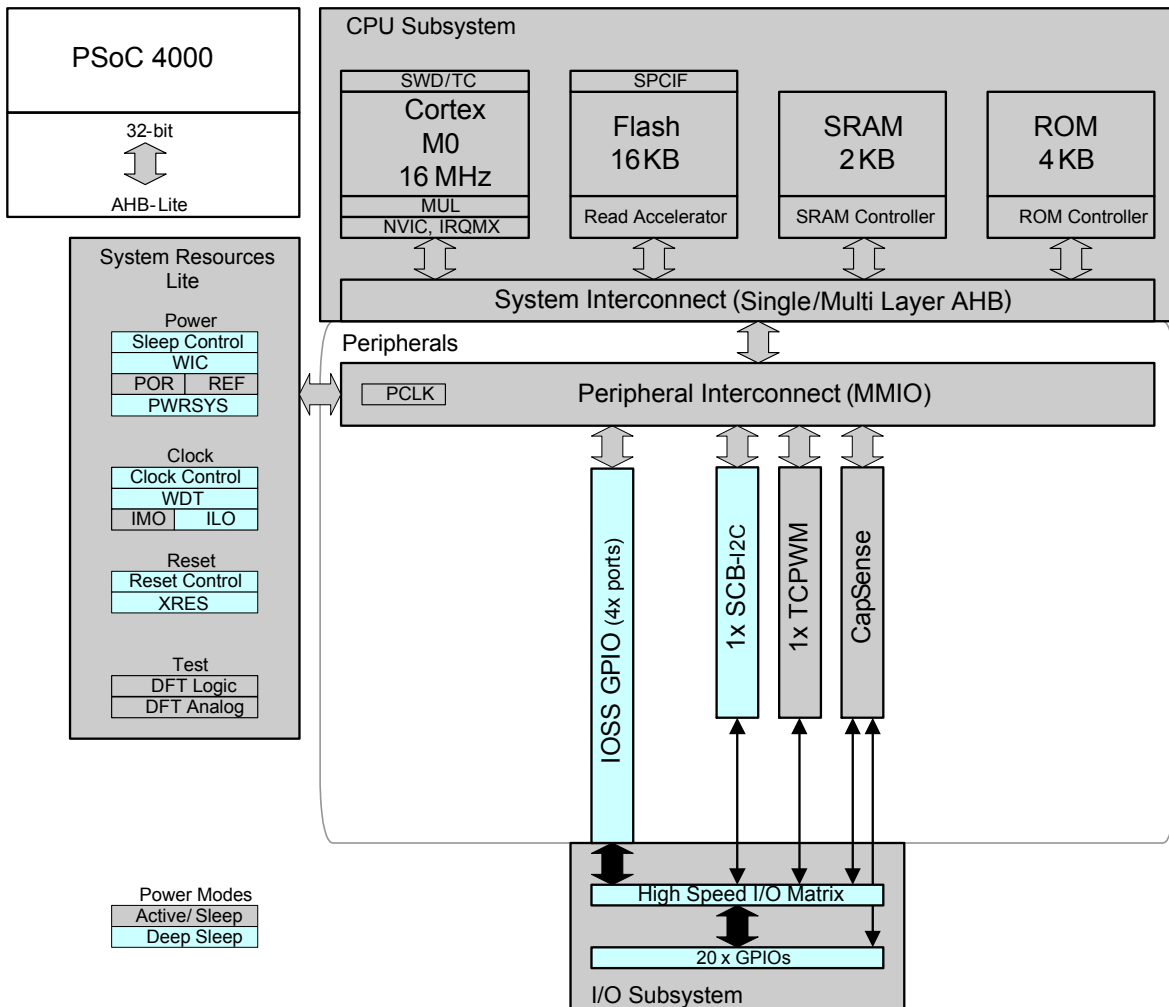 PSoC 4000
32-bit
AHB-Lite
CPU Subsystem
SWD/TC
Cortex
M0
16 MHz
MUL
NVIC, IRQMX
SPCIF
Flash
16 KB
Read Accelerator
SRAM
2 KB
SRAM Controller
ROM
4 KB
ROM Controller
System Interconnect (Single/Multi Layer AHB)
System Resources
Lite
Power
Sleep Control
WIC
POR
REF
PWRSYS
Clock
Clock Control
WDT
IMO
ILO
Reset
Reset Control
XRES
Test
DFT Logic
DFT Analog
Peripherals
PCLK
Peripheral Interconnect (MMIO)
IOSS GPIO (4x ports)
1x SCB-I2C
1x TCPWM
CapSense
High Speed I/O Matrix
20 x GPIOs
I/O Subsystem
Power Modes
Active/ Sleep
Deep Sleep